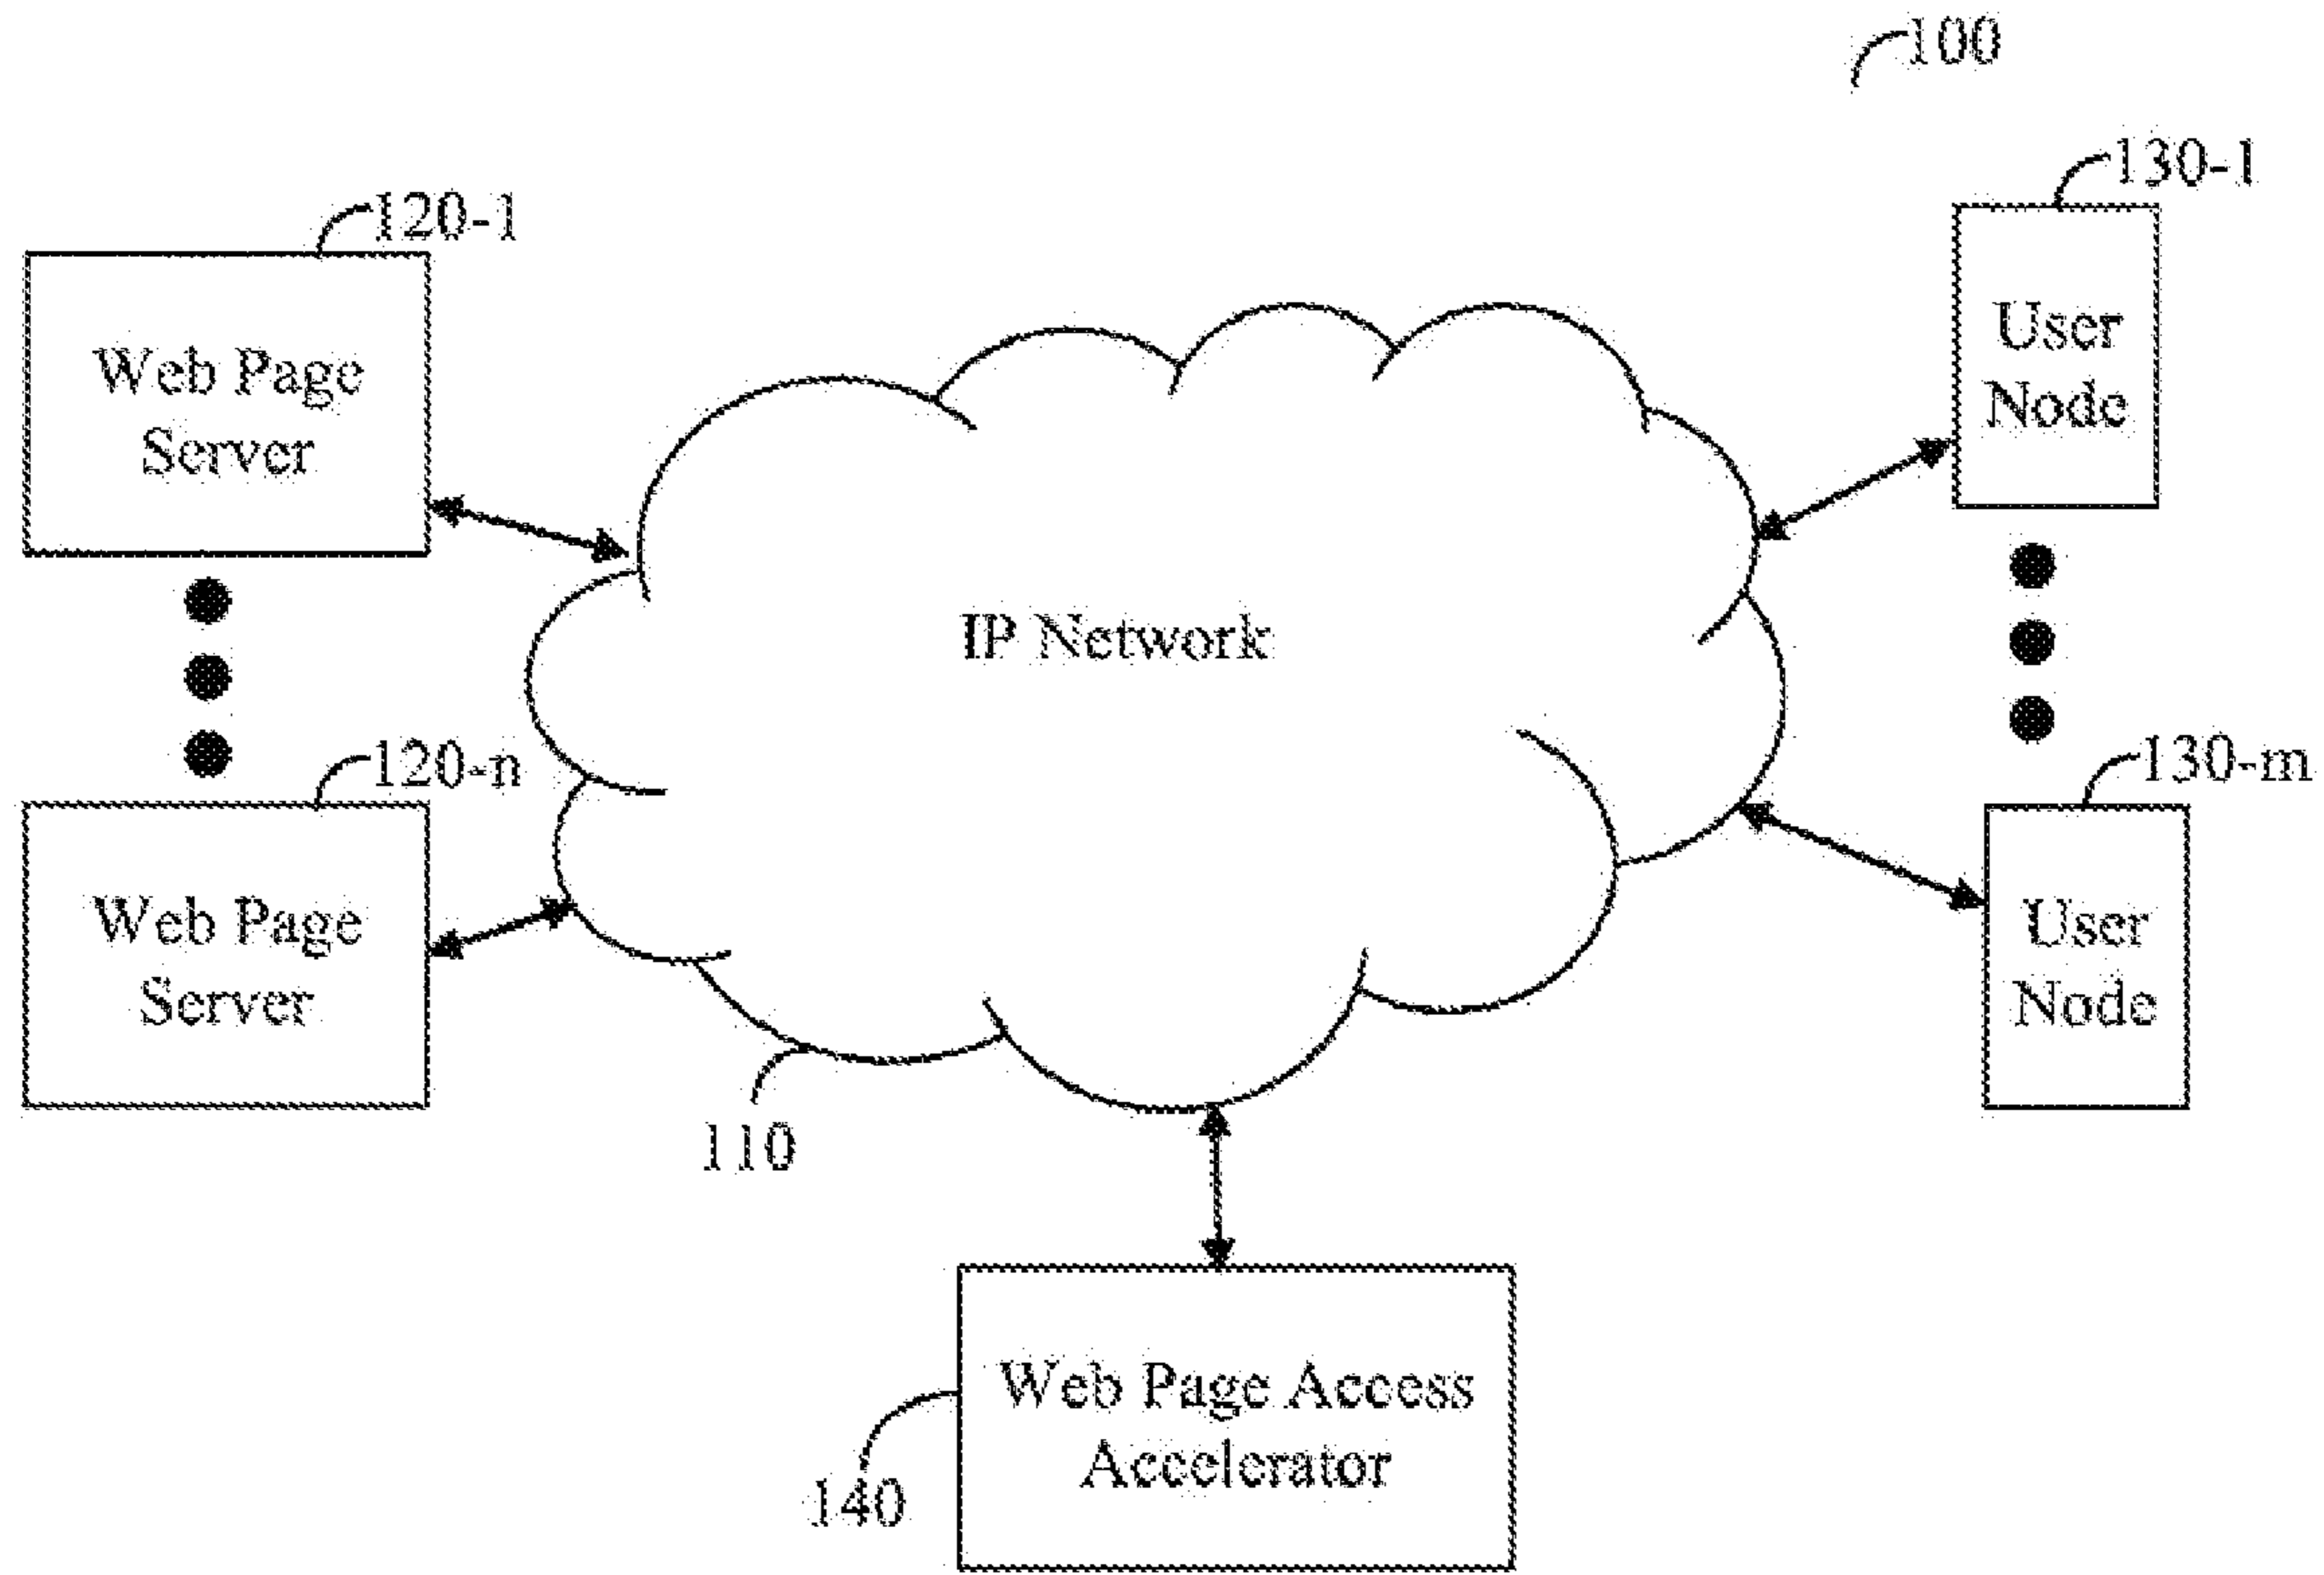 100
130-1
120-1
User
Node
Web Page
Server
IP Network
120-n
130-m
Web Page
Server
User
Node
110
Web Page Access
Accelerator
140